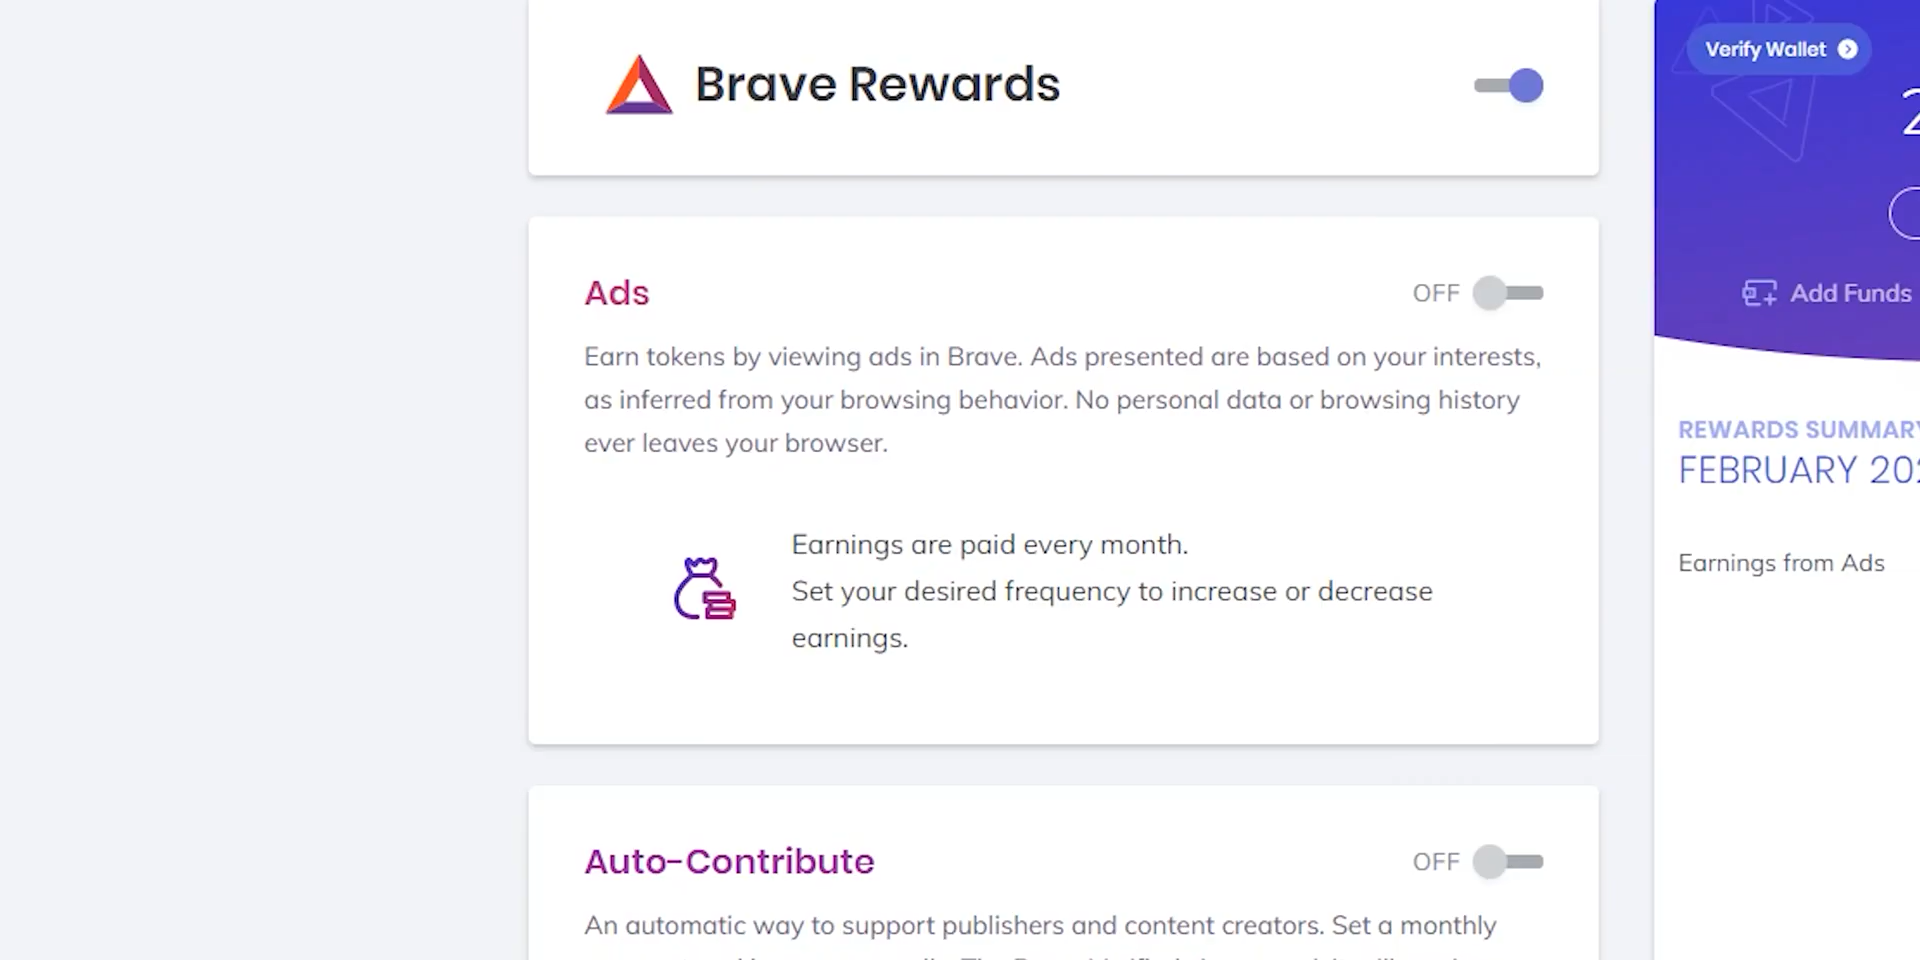 Brave Rewards
Ads
OFF
Earn tokens by viewing ads in Brave. Ads presented are based on your interests,
as inferred from your browsing behavior. No personal data or browsing history
ever leaves your browser.
Earnings are paid every month.
Set your desired frequency to increase or decrease
earnings.
Auto-Contribute
OFF
An automatic way to support publishers and content creators. Set a monthly
Verify Wallet
Add Funds
REWARDS SUMMARY
FEBRUARY
Earnings from Ads